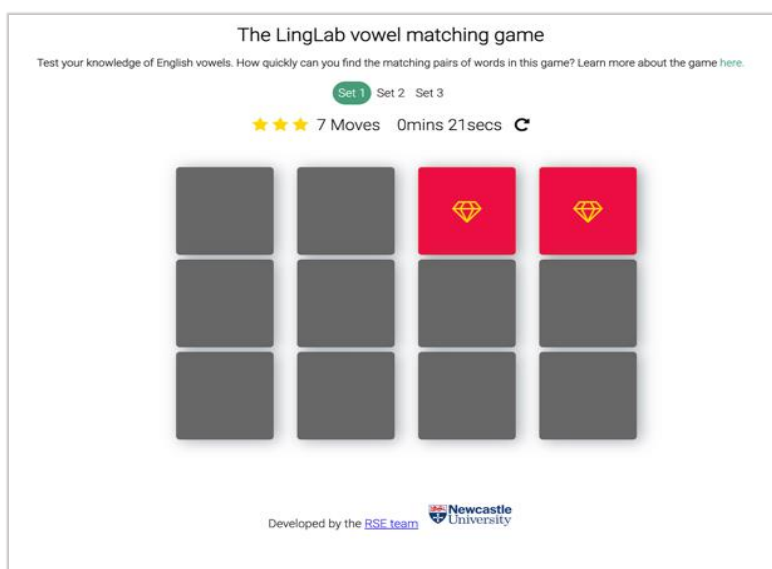 The LingLab vowel matching game
Test your knowledge of English vowels. How quickly can you find the matching pairs of words in this game? Learn more about the game here.
Set 1 Set 2 Set 3
7 Moves 0mins 21secs
Developed by the RSE team
Newcastle
University